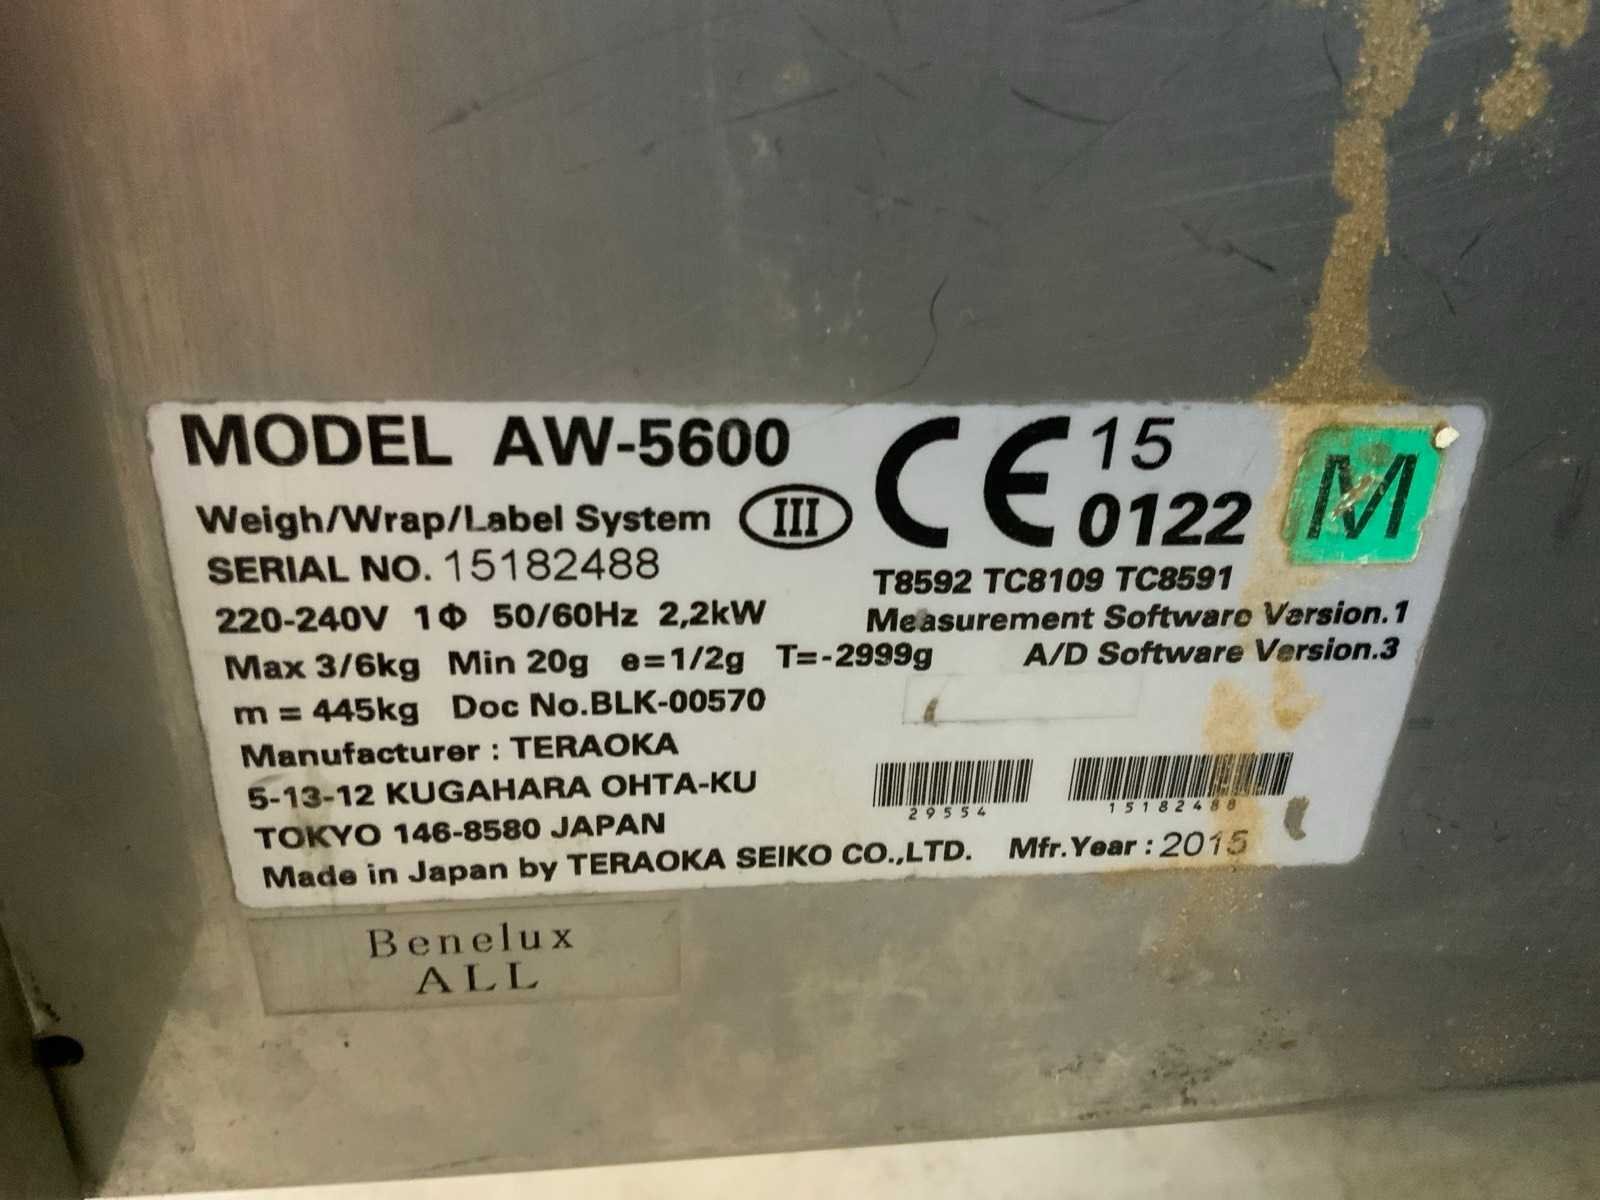 MODEL AW-5600
Weigh/Wrap/Label System III
CE 15 0122 M
SERIAL NO. 15182488
T8592 TC8109 TC8591
220-240V 1Φ 50/60Hz 2,2kW
Measurement Software Version.1
Max 3/6kg Min 20g e=1/2g T=-2999g
A/D Software Version.3
m = 445kg Doc No.BLK-00570
Manufacturer : TERAOKA
5-13-12 KUGAHARA OHTA-KU
TOKYO 146-8580 JAPAN
29554
15182488
Made in Japan by TERAOKA SEIKO CO.,LTD. Mfr.Year : 2015
Benelux
ALL